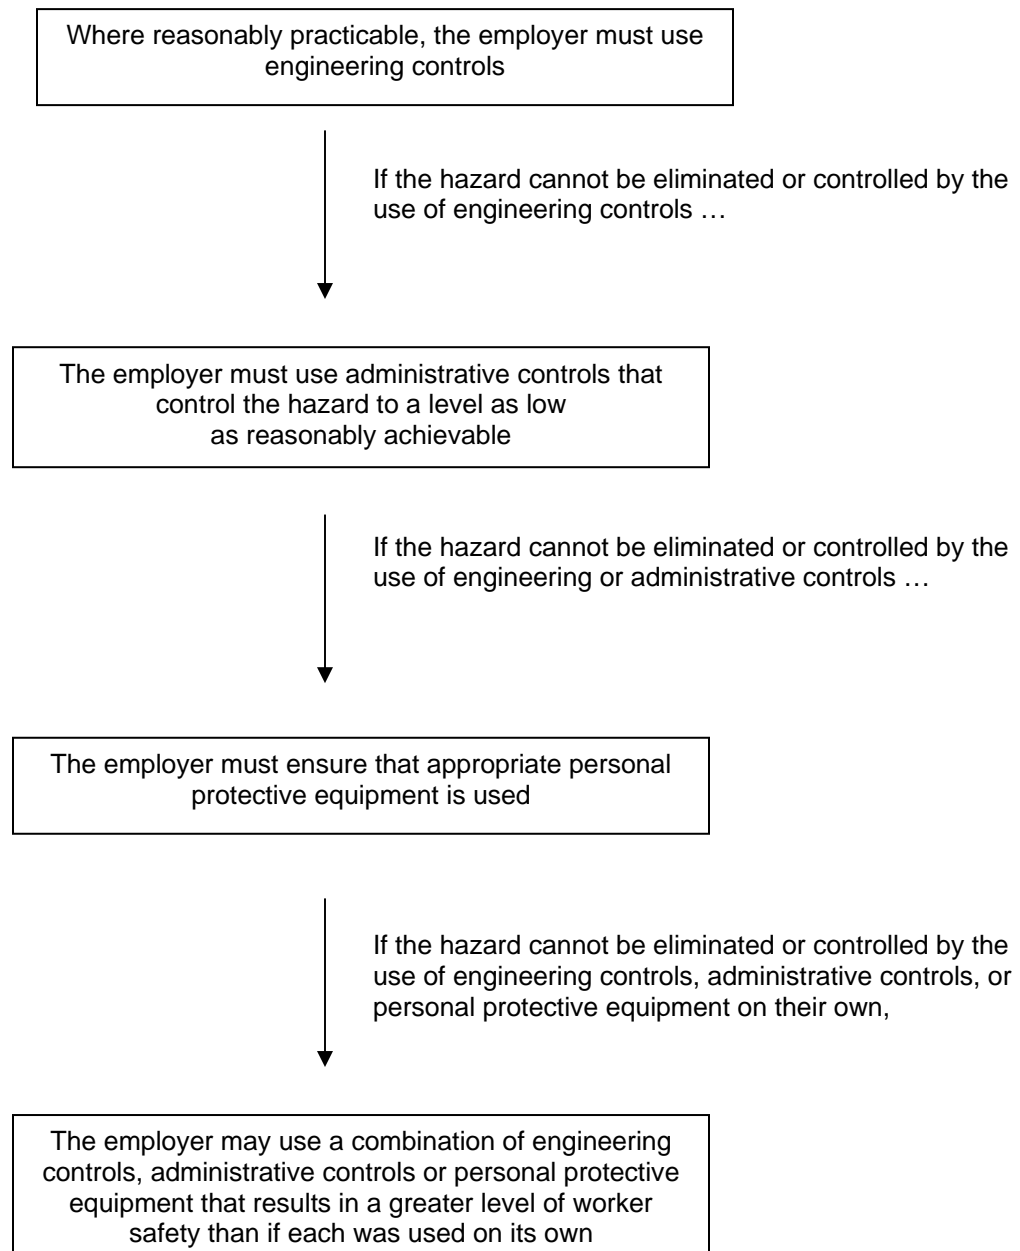 Where reasonably practicable, the employer must use
engineering controls
If the hazard cannot be eliminated or controlled by the
use of engineering controls …
The employer must use administrative controls that
control the hazard to a level as low
as reasonably achievable
If the hazard cannot be eliminated or controlled by the
use of engineering or administrative controls …
The employer must ensure that appropriate personal
protective equipment is used
If the hazard cannot be eliminated or controlled by the
use of engineering controls, administrative controls, or
personal protective equipment on their own,
The employer may use a combination of engineering
controls, administrative controls or personal protective
equipment that results in a greater level of worker
safety than if each was used on its own